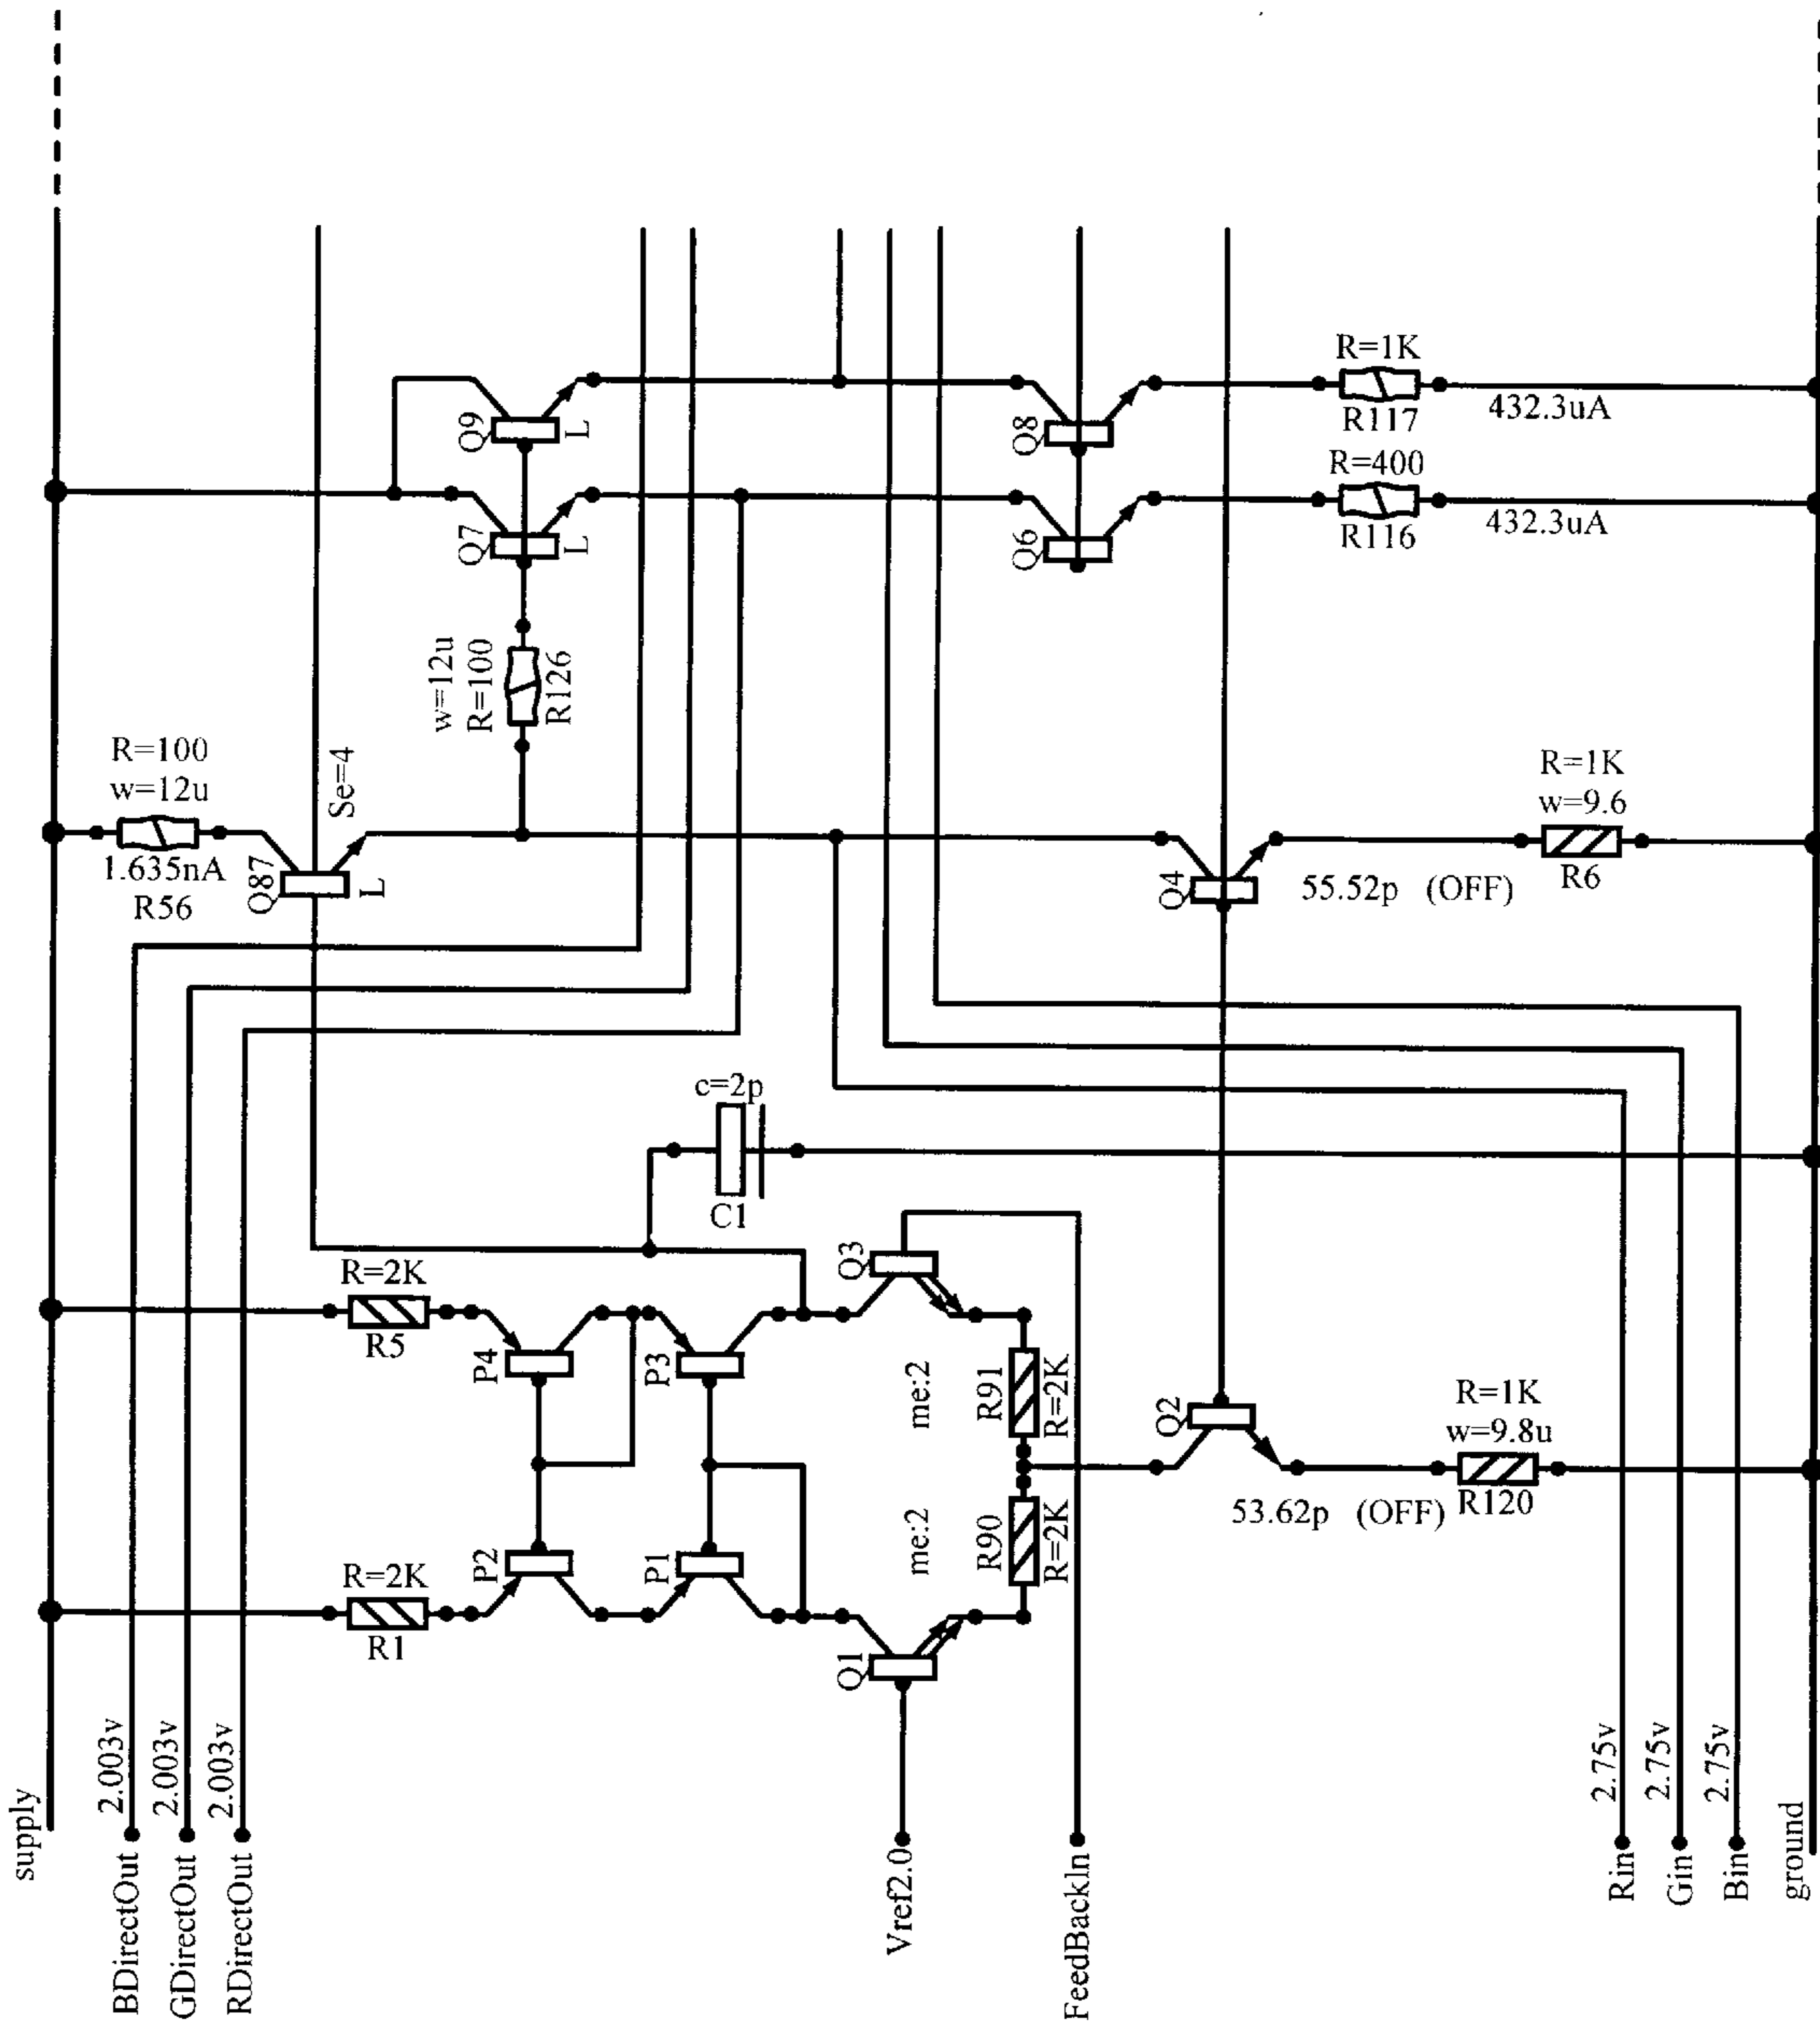 R=1K
R117
432.3uA
R=400
R116
432.3uA
Q9
L
Q8
Q7
L
Q6
w=12u
R=100
R126
R=100
w=12u
1.635nA
R56
Se=4
Q87
L
Q4
55.52p (OFF)
R=1K
w=9.6
R6
c=2p
C1
R=2K
R5
P4
P3
Q3
me:2
R91
R=2K
Q2
R=1K
w=9.8u
R120
53.62p (OFF)
R=2K
R1
P2
P1
Q1
me:2
R90
R=2K
supply
BDirectOut 2.003v
GDirectOut 2.003v
RDirectOut 2.003v
Vref2.0
FeedBackIn
Rin 2.75v
Gin 2.75v
Bin 2.75v
ground